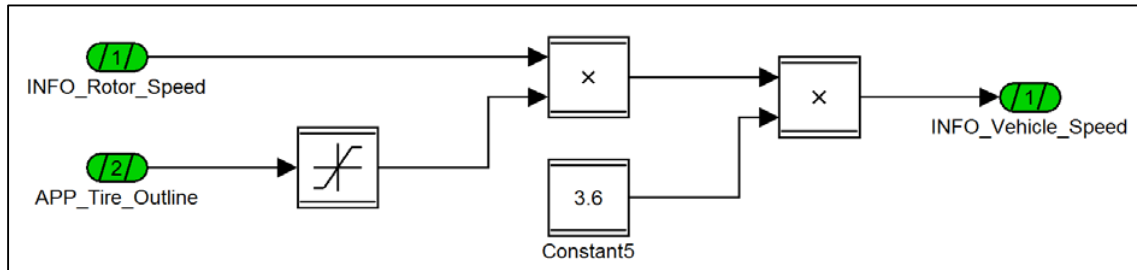 1
INFO_Rotor_Speed
×
×
1
INFO_Vehicle_Speed
2
APP_Tire_Outline
3.6
Constant5